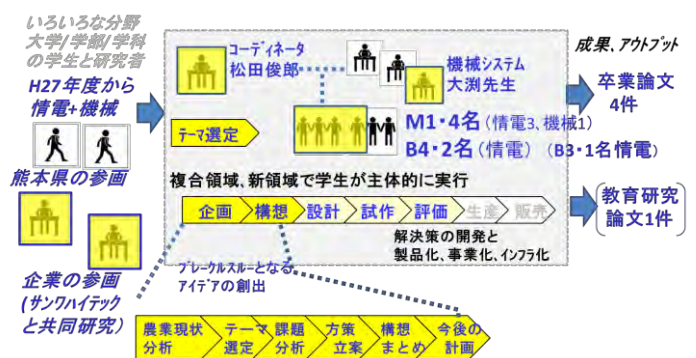 いろいろな分野
大学/学部/学科
の学生と研究者
H27年度から
情電+機械
熊本県の参画
企業の参画
(サンワハイテック
と共同研究)
コーディネータ
松田俊郎
機械システム
大渕先生
テーマ選定
M1・4名(情電3、機械1)
B4・2名(情電) (B3・1名情電)
複合領域、新領域で学生が主体的に実行
企画 構想 設計 試作 評価 生産 販売
解決策の開発と
製品化、事業化、インフラ化
ブレークルスルーとなる
アイデアの創出
農業現状
分析
テーマ
選定
課題
分析
方策
立案
構想
まとめ
今後の
計画
成果、アウトプット
卒業論文
4件
教育研究
論文1件